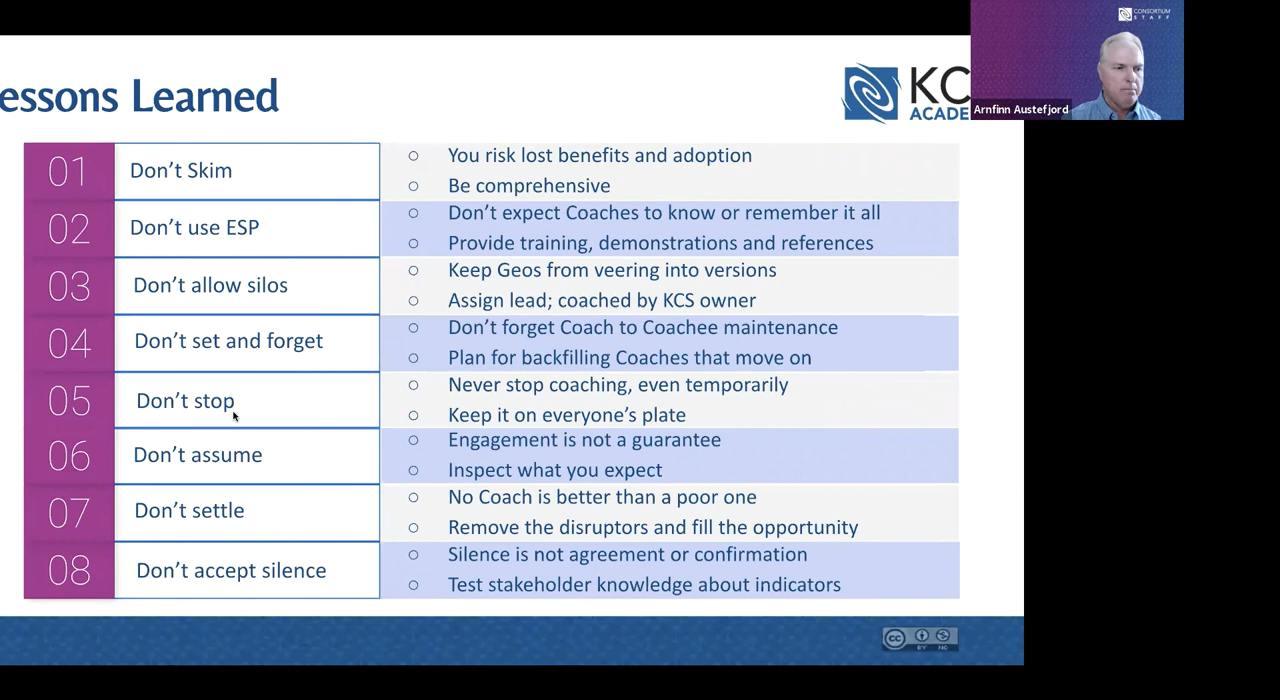 CONSORTIUM
STAFF
Arnfinn Austefjord
essons Learned
KC
ACADE
01
Don’t Skim
○ You risk lost benefits and adoption
○ Be comprehensive
02
Don’t use ESP
○ Don’t expect Coaches to know or remember it all
○ Provide training, demonstrations and references
03
Don’t allow silos
○ Keep Geos from veering into versions
○ Assign lead; coached by KCS owner
04
Don’t set and forget
○ Don’t forget Coach to Coachee maintenance
○ Plan for backfilling Coaches that move on
05
Don’t stop
○ Never stop coaching, even temporarily
○ Keep it on everyone’s plate
06
Don’t assume
○ Engagement is not a guarantee
○ Inspect what you expect
07
Don’t settle
○ No Coach is better than a poor one
○ Remove the disruptors and fill the opportunity
08
Don’t accept silence
○ Silence is not agreement or confirmation
○ Test stakeholder knowledge about indicators
cc
BY NC